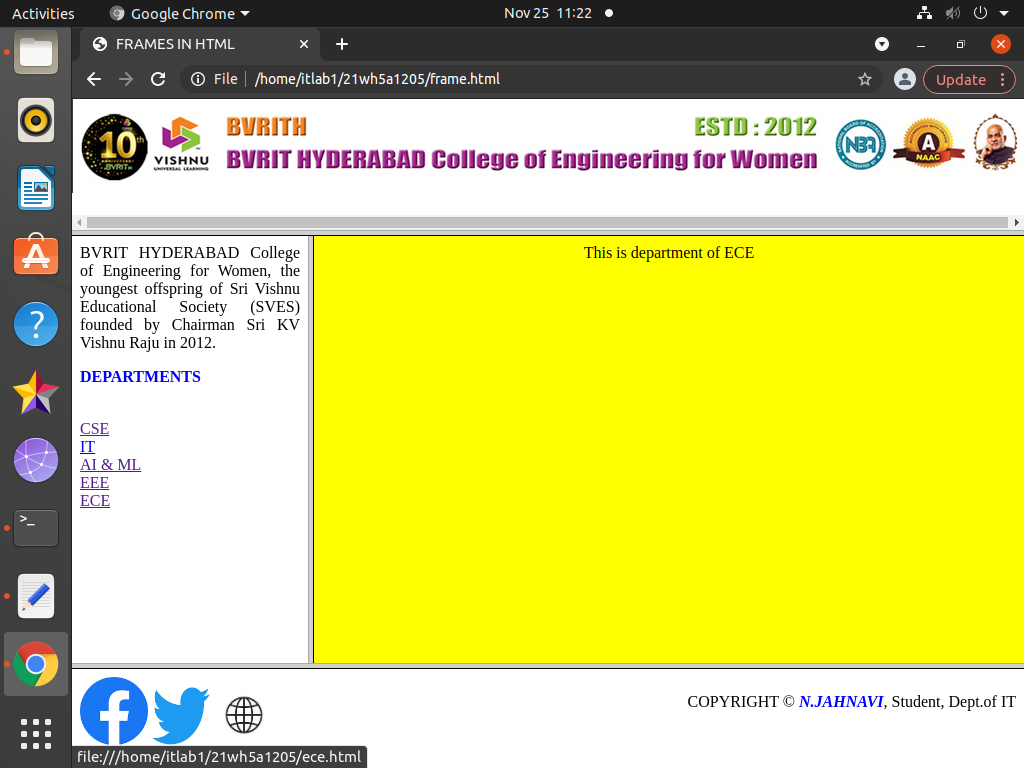 Activities
Google Chrome
Nov 25 11:22
FRAMES IN HTML
File
/home/itlab1/21wh5a1205/frame.html
Update
10th
ANNIVERSARY
BVRITH
VISHNU
UNIVERSAL LEARNING
BVRITH
ESTD : 2012
BVRIT HYDERABAD College of Engineering for Women
NBA
A
NAAC
BVRIT HYDERABAD College
of Engineering for Women, the
youngest offspring of Sri Vishnu
Educational Society (SVES)
founded by Chairman Sri KV
Vishnu Raju in 2012.
DEPARTMENTS
CSE
IT
AI & ML
EEE
ECE
This is department of ECE
COPYRIGHT © N.JAHNAVI, Student, Dept.of IT
file:///home/itlab1/21wh5a1205/ece.html